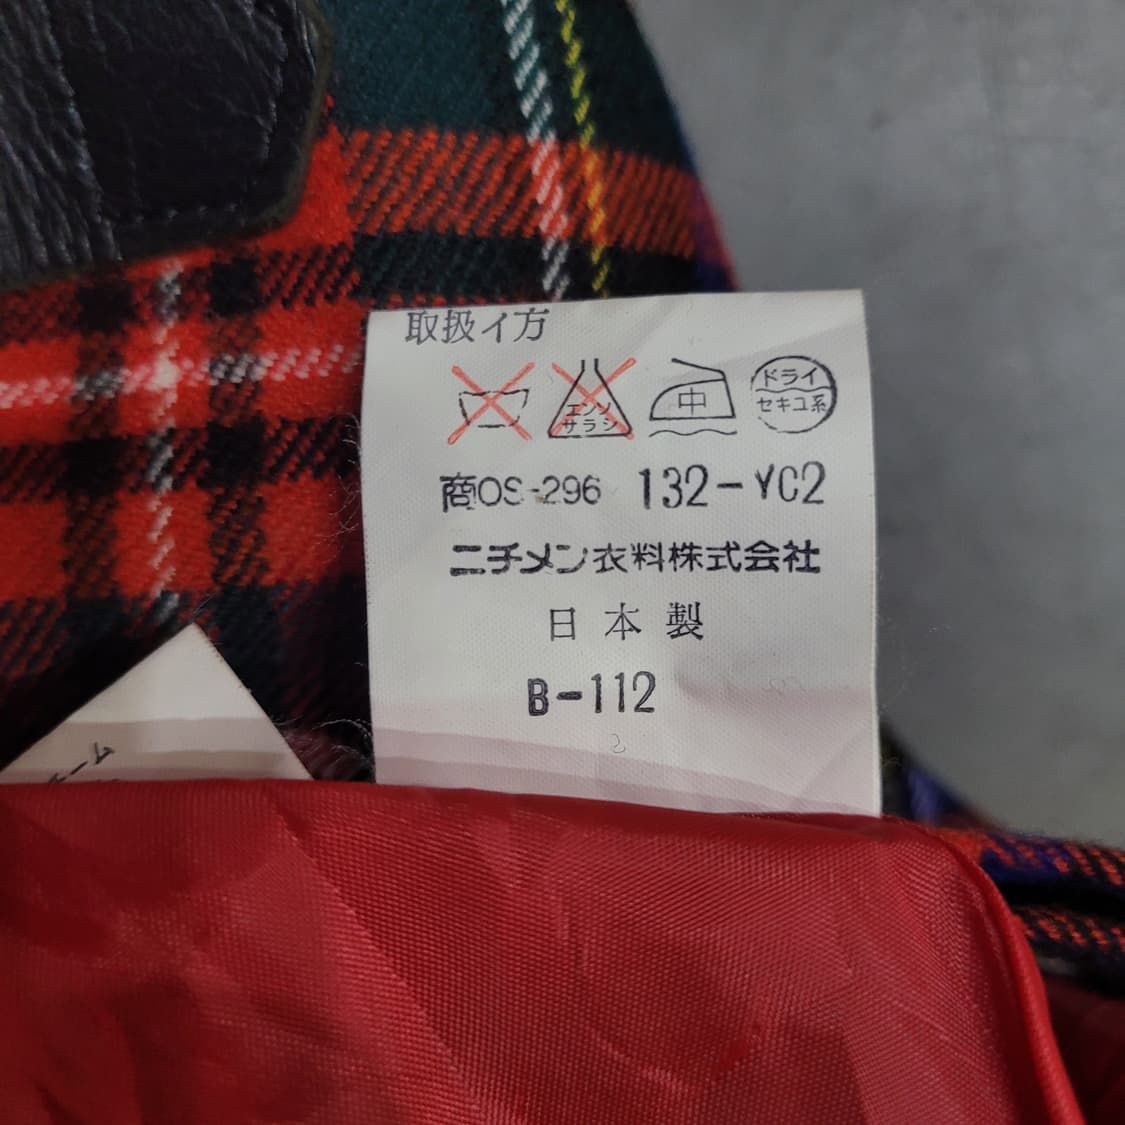 取扱イ方
エンソ
サラシ
中
ドライ
セキユ系
商OS-296 132-YC2
ニチメン衣料株式会社
日本製
B-112